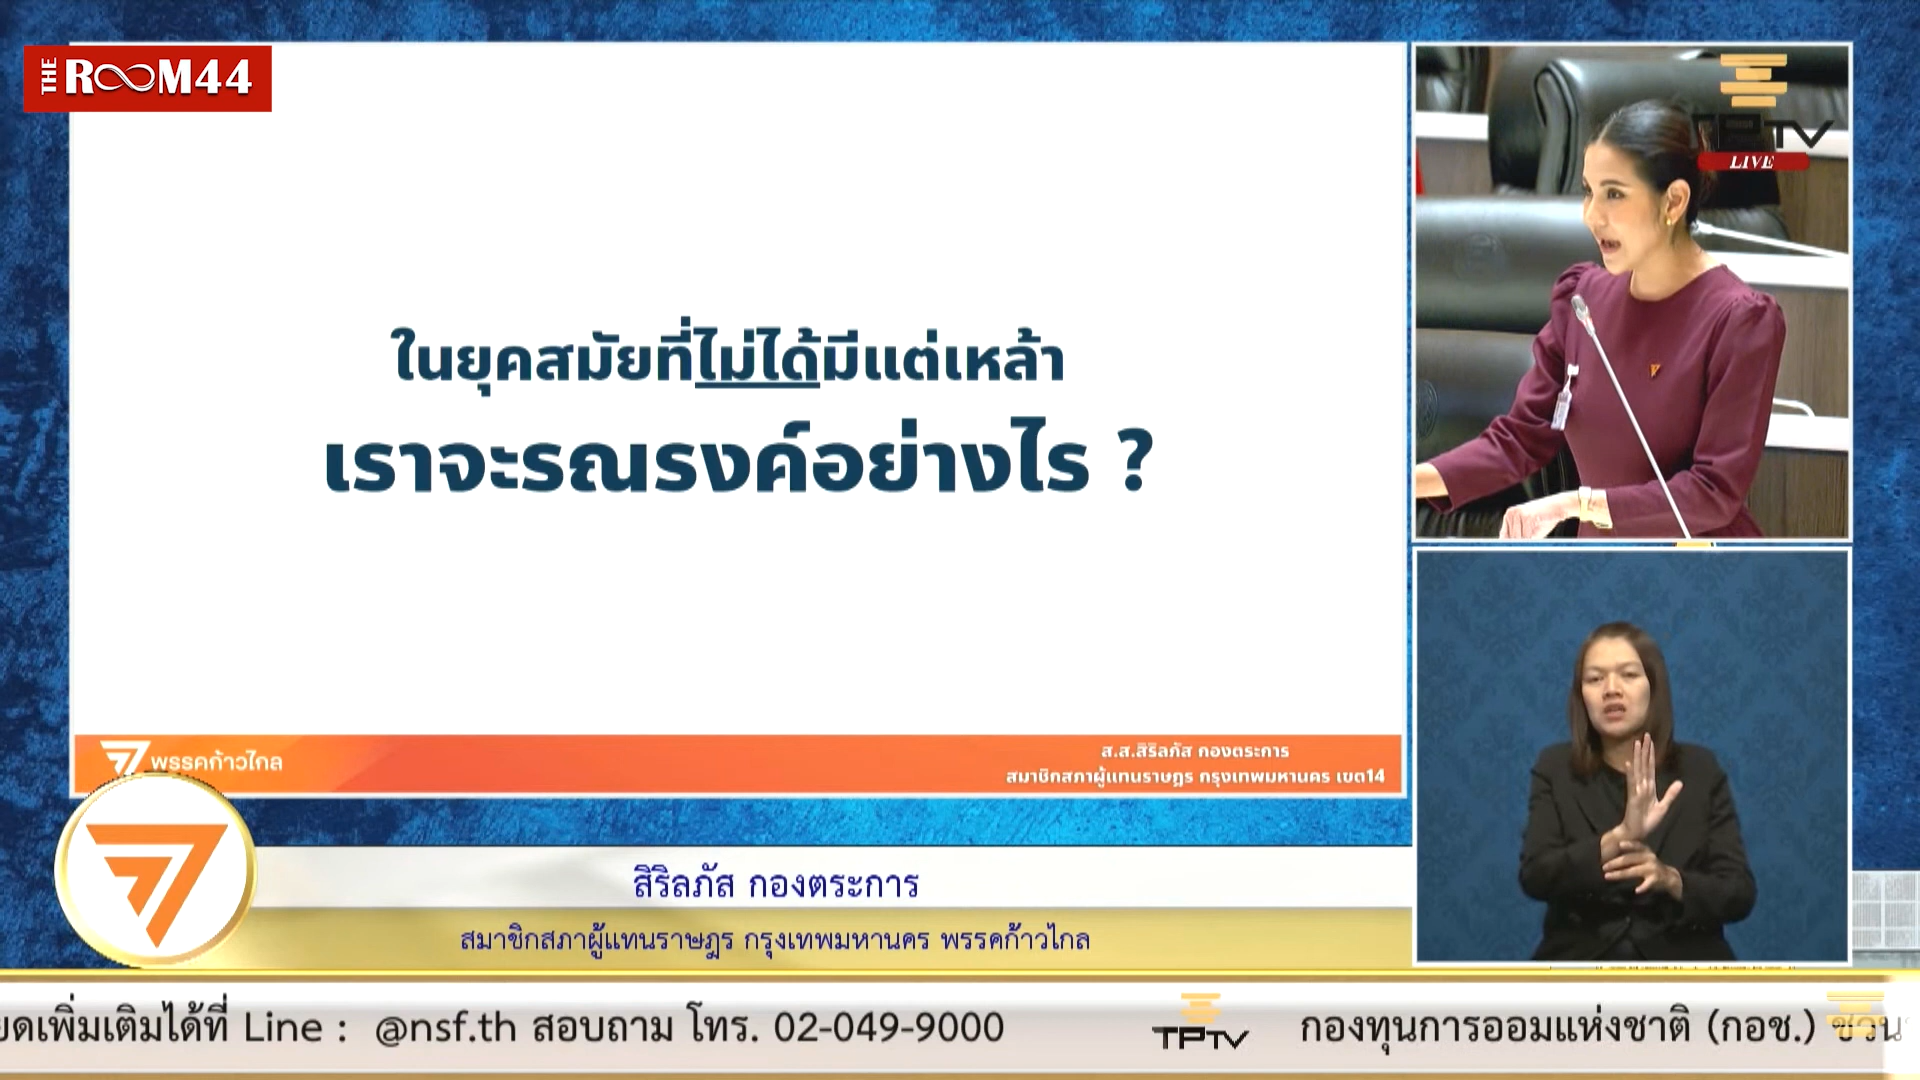 THE ROOM44
ในยุคสมัยที่ไม่ได้มีแต่เหล้า
เราจะรณรงค์อย่างไร ?
พรรคก้าวไกล
ส.ส.สิริลภัส กองตระการ
สมาชิกสภาผู้แทนราษฎร กรุงเทพมหานคร เขต14
TPTV
LIVE
สิริลภัส กองตระการ
สมาชิกสภาผู้แทนราษฎร กรุงเทพมหานคร พรรคก้าวไกล
เพิ่มเติมได้ที่ Line : @nsf.th สอบถาม โทร. 02-049-9000 TPTV กองทุนการออมแห่งชาติ (กอช.) ชวน